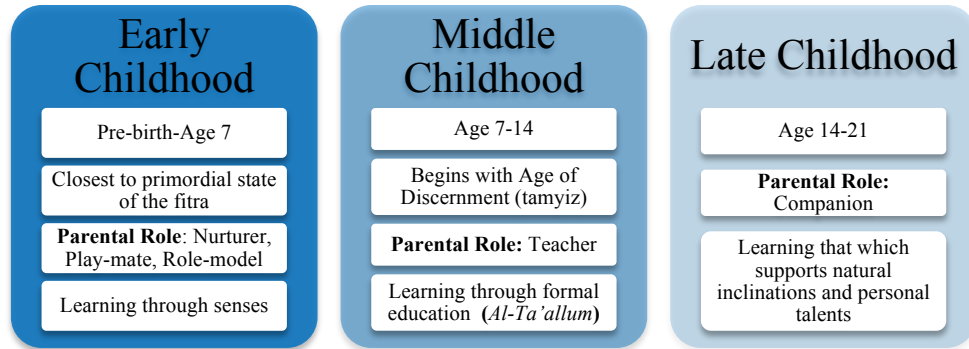 Early
Childhood
Pre-birth-Age 7
Closest to primordial state
of the fitra
Parental Role: Nurturer,
Play-mate, Role-model
Learning through senses
Middle
Childhood
Age 7-14
Begins with Age of
Discernment (tamyiz)
Parental Role: Teacher
Learning through formal
education (Al-Ta’allum)
Late Childhood
Age 14-21
Parental Role:
Companion
Learning that which
supports natural
inclinations and personal
talents